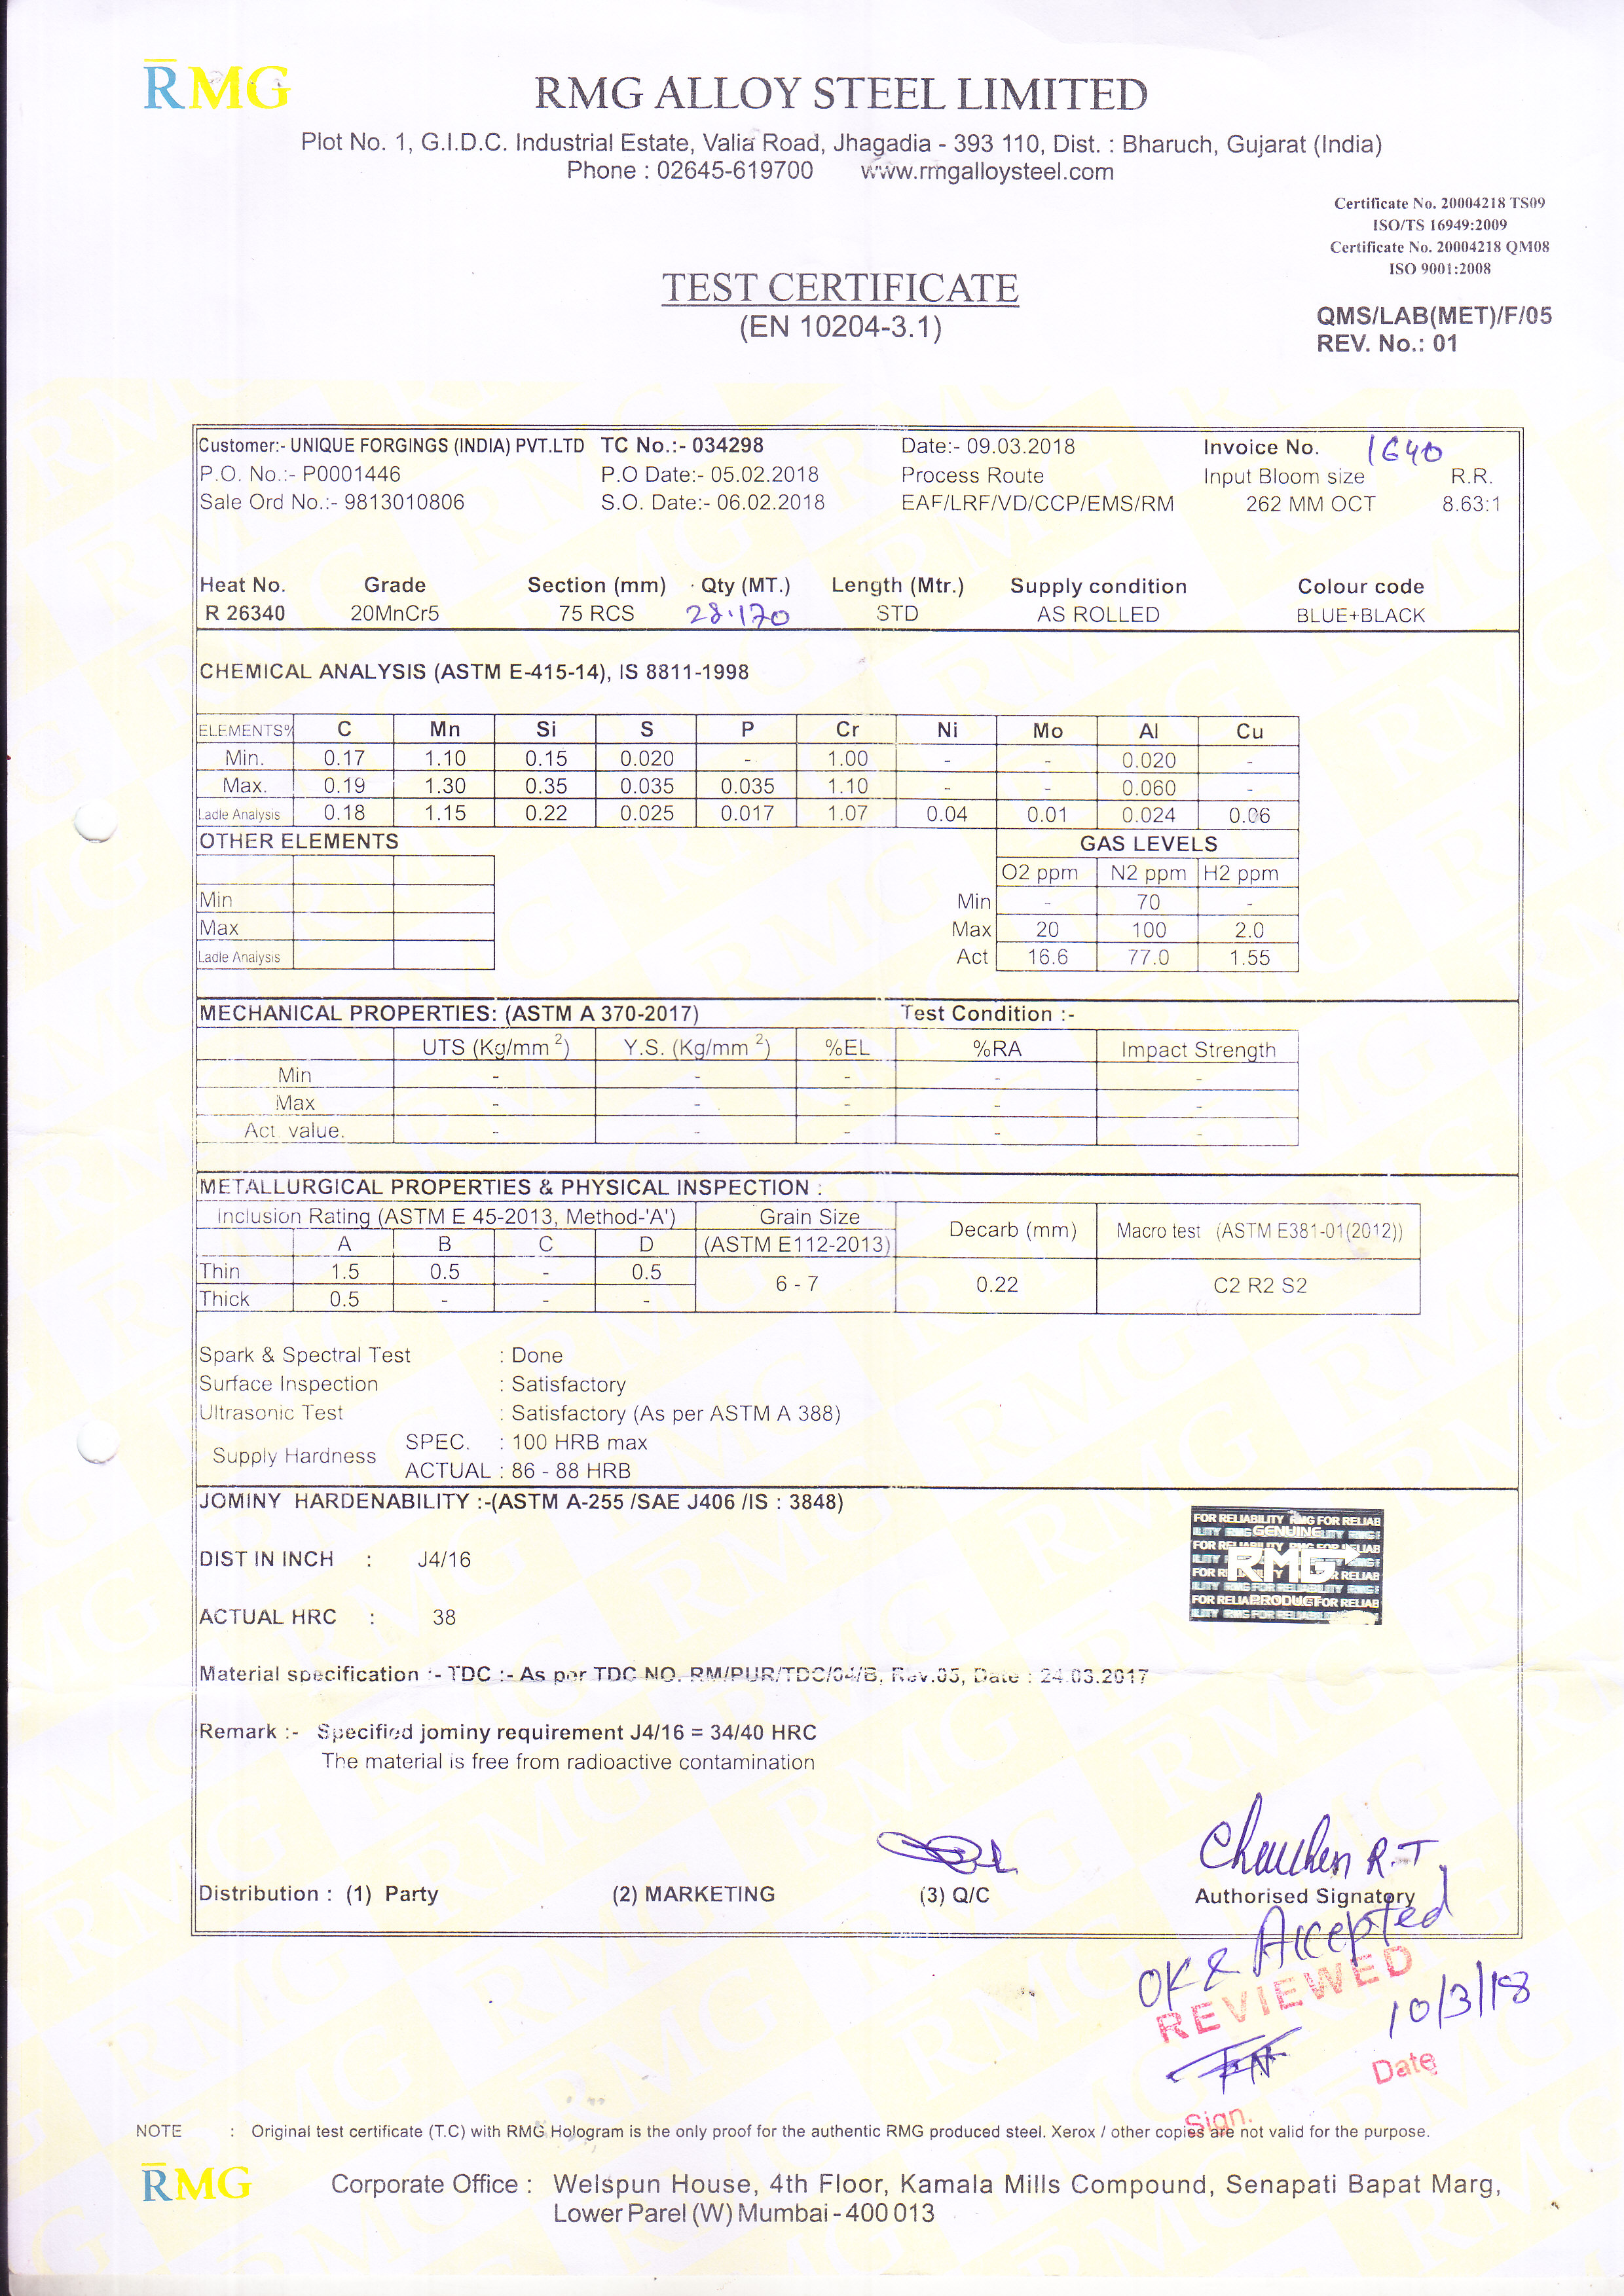 RMG
RMG ALLOY STEEL LIMITED
Plot No. 1, G.I.D.C. Industrial Estate, Valia Road, Jhagadia - 393 110, Dist. : Bharuch, Gujarat (India)
Phone : 02645-619700 www.rmgalloysteel.com
Certificate No. 20004218 TS09
ISO/TS 16949:2009
Certificate No. 20004218 QM08
ISO 9001:2008
TEST CERTIFICATE
(EN 10204-3.1)
QMS/LAB(MET)/F/05
REV. No.: 01
Customer:- UNIQUE FORGINGS (INDIA) PVT.LTD TC No.:- 034298 Date:- 09.03.2018 Invoice No. 1640
P.O. No.:- P0001446 P.O Date:- 05.02.2018 Process Route Input Bloom size R.R.
Sale Ord No.:- 9813010806 S.O. Date:- 06.02.2018 EAF/LRF/VD/CCP/EMS/RM 262 MM OCT 8.63:1
Heat No. Grade Section (mm) Qty (MT.) Length (Mtr.) Supply condition Colour code
R 26340 20MnCr5 75 RCS 28.170 STD AS ROLLED BLUE+BLACK
CHEMICAL ANALYSIS (ASTM E-415-14), IS 8811-1998
ELEMENTS% C Mn Si S P Cr Ni Mo Al Cu
Min. 0.17 1.10 0.15 0.020 - 1.00 - - 0.020 -
Max. 0.19 1.30 0.35 0.035 0.035 1.10 - - 0.060 -
Ladle Analysis 0.18 1.15 0.22 0.025 0.017 1.07 0.04 0.01 0.024 0.06
OTHER ELEMENTS GAS LEVELS
O2 ppm N2 ppm H2 ppm
Min Min - 70 -
Max Max 20 100 2.0
Ladle Analysis Act 16.6 77.0 1.55
MECHANICAL PROPERTIES: (ASTM A 370-2017) Test Condition :-
UTS (Kg/mm 2) Y.S. (Kg/mm 2) %EL %RA Impact Strength
Min - - - - -
Max - - - - -
Act value. - - - - -
METALLURGICAL PROPERTIES & PHYSICAL INSPECTION :
Inclusion Rating (ASTM E 45-2013, Method-'A') Grain Size Decarb (mm) Macro test (ASTM E381-01(2012))
A B C D (ASTM E112-2013)
Thin 1.5 0.5 - 0.5 6 - 7 0.22 C2 R2 S2
Thick 0.5 - - -
Spark & Spectral Test : Done
Surface Inspection : Satisfactory
Ultrasonic Test : Satisfactory (As per ASTM A 388)
Supply Hardness SPEC. : 100 HRB max
ACTUAL : 86 - 88 HRB
JOMINY HARDENABILITY :-(ASTM A-255 /SAE J406 /IS : 3848)
FOR RELIABILITY RMG FOR RELIAB
GENUINE
RMG
PRODUCT
DIST IN INCH : J4/16
ACTUAL HRC : 38
Material specification :- TDC :- As per TDC NO. RM/PUR/TDC/04/B, Rev.05, Date : 24.03.2017
Remark :- Specified jominy requirement J4/16 = 34/40 HRC
The material is free from radioactive contamination
Chauhan R.T
Distribution : (1) Party (2) MARKETING (3) Q/C Authorised Signatory
OK & Accepted
REVIEWED
10/3/18
Date
Sign.
NOTE : Original test certificate (T.C) with RMG Hologram is the only proof for the authentic RMG produced steel. Xerox / other copies are not valid for the purpose.
RMG
Corporate Office : Welspun House, 4th Floor, Kamala Mills Compound, Senapati Bapat Marg,
Lower Parel (W) Mumbai - 400 013